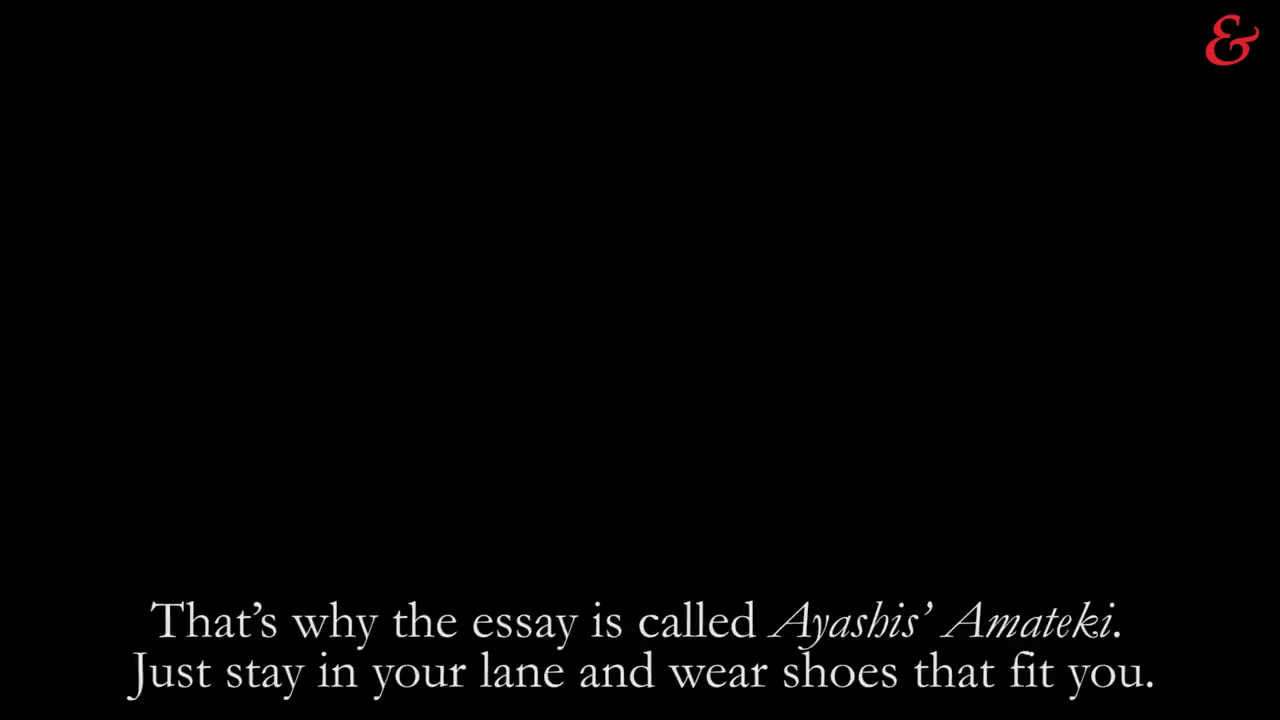 &
That’s why the essay is called Ayashis’ Amateki.
Just stay in your lane and wear shoes that fit you.